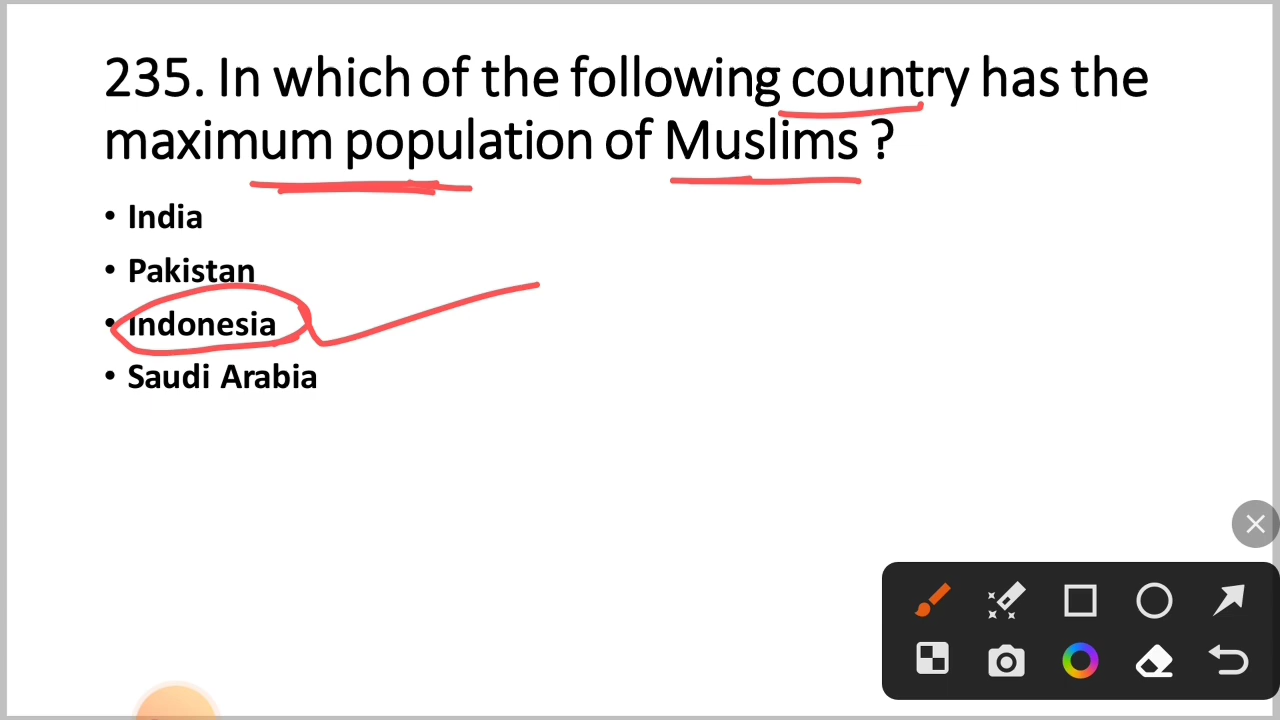 235. In which of the following country has the
maximum population of Muslims ?
• India
• Pakistan
• Indonesia
• Saudi Arabia